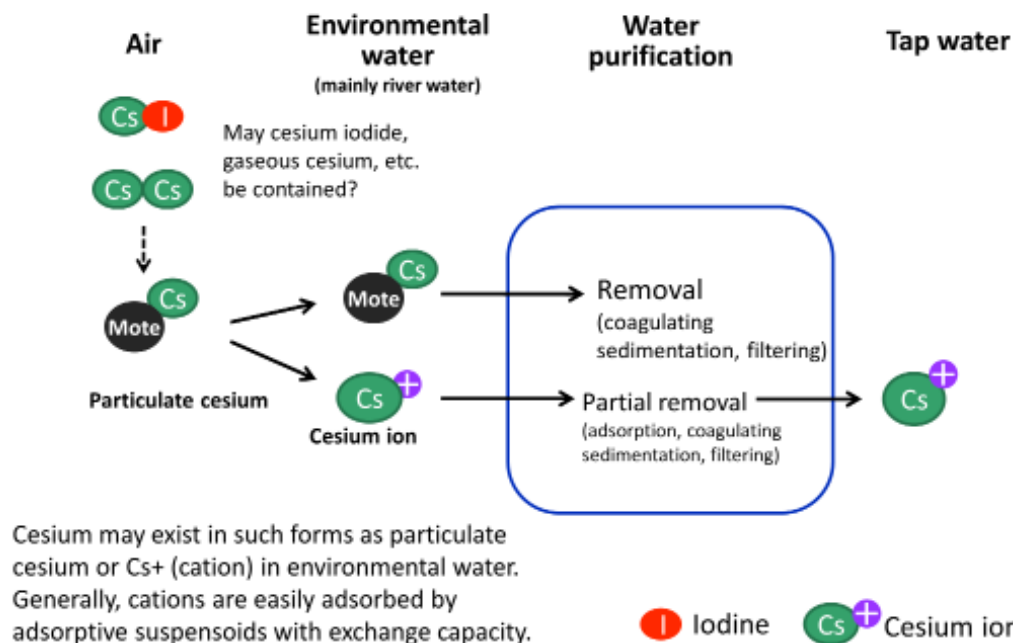 Air
Environmental
water
(mainly river water)
Water
purification
Tap water
Cs I
May cesium iodide,
gaseous cesium, etc.
be contained?
Cs Cs
Cs
Mote
Particulate cesium
Cs
Mote
Cs +
Cesium ion
Removal
(coagulating
sedimentation, filtering)
Partial removal
(adsorption, coagulating
sedimentation, filtering)
Cs +
Cesium may exist in such forms as particulate
cesium or Cs+ (cation) in environmental water.
Generally, cations are easily adsorbed by
adsorptive suspensoids with exchange capacity.
I Iodine
Cs + Cesium ion